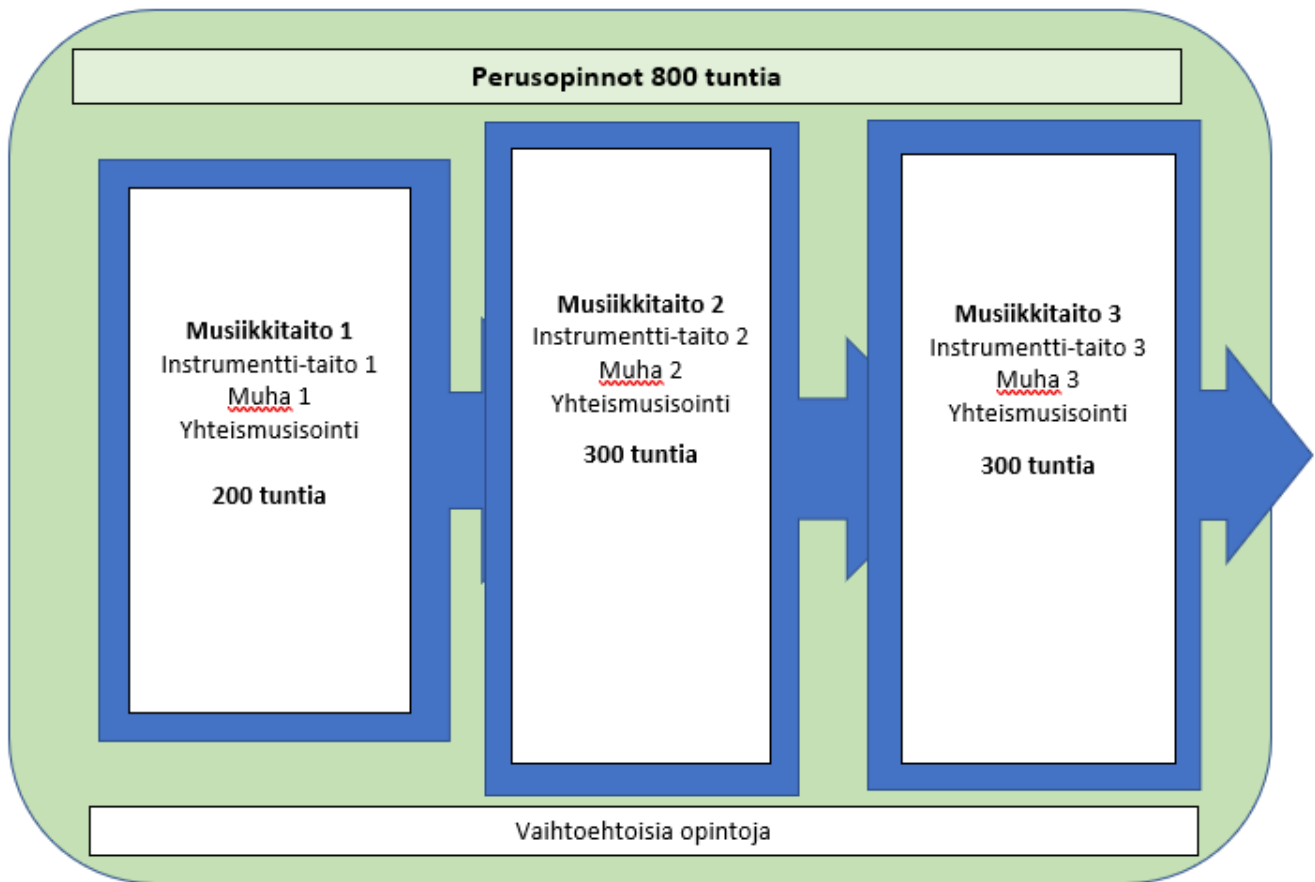 Perusopinnot 800 tuntia
Musiikkitaito 1
Instrumentti-taito 1
Muha 1
Yhteismusisointi
200 tuntia
Musiikkitaito 2
Instrumentti-taito 2
Muha 2
Yhteismusisointi
300 tuntia
Musiikkitaito 3
Instrumentti-taito 3
Muha 3
Yhteismusisointi
300 tuntia
Vaihtoehtoisia opintoja